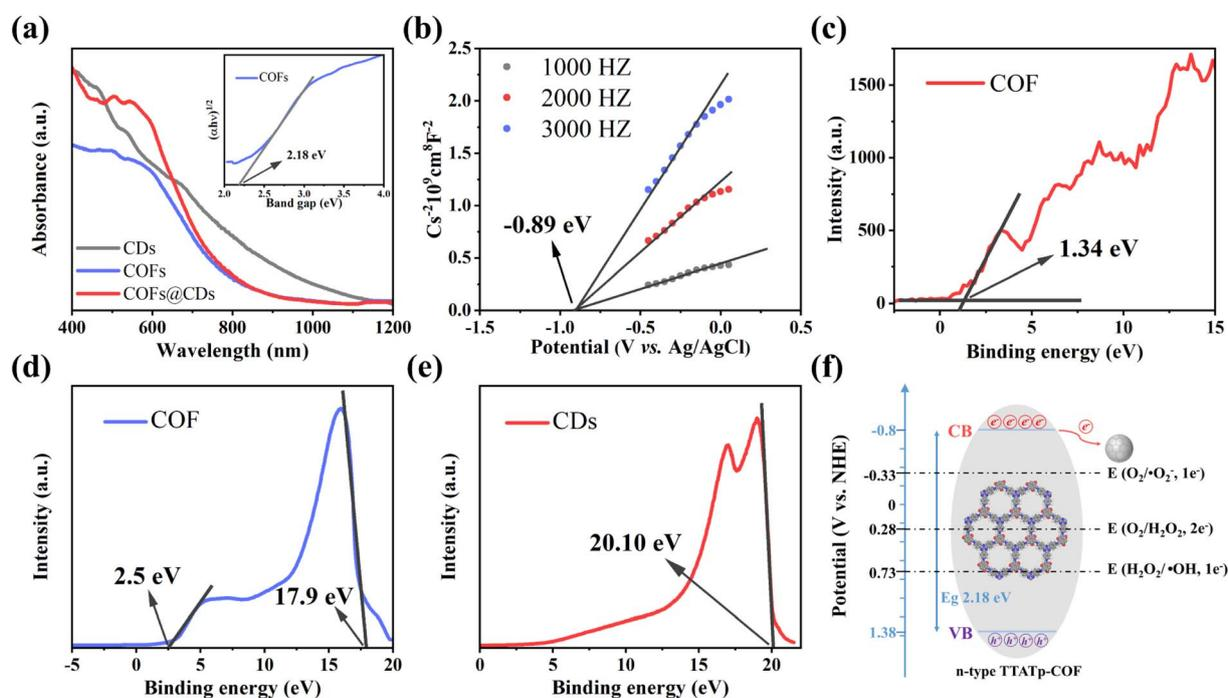 (a)
Absorbance (a.u.)
COFs
(αhν)1/2
2.18 eV
2.0 2.5 3.0 3.5 4.0
Band gap (eV)
CDs
COFs
COFs@CDs
400 600 800 1000 1200
Wavelength (nm)
(b)
Cs-2109 cm8F-2
2.5
2.0
1.5
1.0
0.5
0.0
1000 HZ
2000 HZ
3000 HZ
-0.89 eV
-1.5 -1.0 -0.5 0.0 0.5
Potential (V vs. Ag/AgCl)
(c)
Intensity (a.u.)
1500
1000
500
0
COF
1.34 eV
0 5 10 15
Binding energy (eV)
(d)
Intensity (a.u.)
COF
2.5 eV
17.9 eV
-5 0 5 10 15 20
Binding energy (eV)
(e)
Intensity (a.u.)
CDs
20.10 eV
0 5 10 15 20
Binding energy (eV)
(f)
Potential (V vs. NHE)
-0.8
-0.33
0
0.28
0.73
1.38
CB
e- e- e- e-
e-
E (O2/•O2-, 1e-)
E (O2/H2O2, 2e-)
E (H2O2/ •OH, 1e-)
Eg 2.18 eV
VB
h+ h+ h+ h+
n-type TTATp-COF